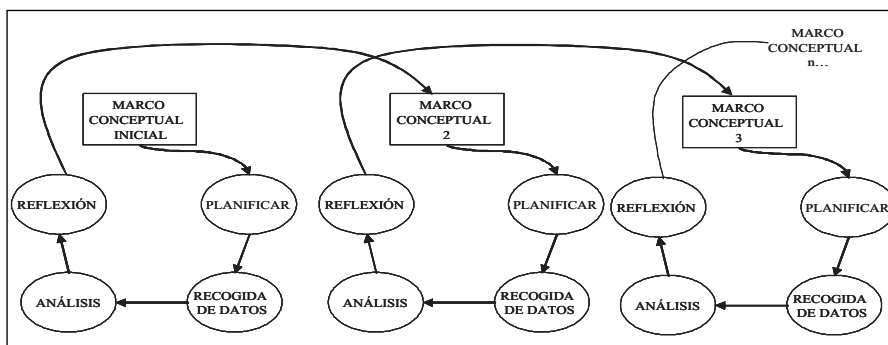 MARCO
CONCEPTUAL
INICIAL
PLANIFICAR
RECOGIDA
DE DATOS
ANÁLISIS
REFLEXIÓN
MARCO
CONCEPTUAL
2
PLANIFICAR
RECOGIDA
DE DATOS
ANÁLISIS
REFLEXIÓN
MARCO
CONCEPTUAL
3
PLANIFICAR
RECOGIDA
DE DATOS
ANÁLISIS
REFLEXIÓN
MARCO
CONCEPTUAL
n...